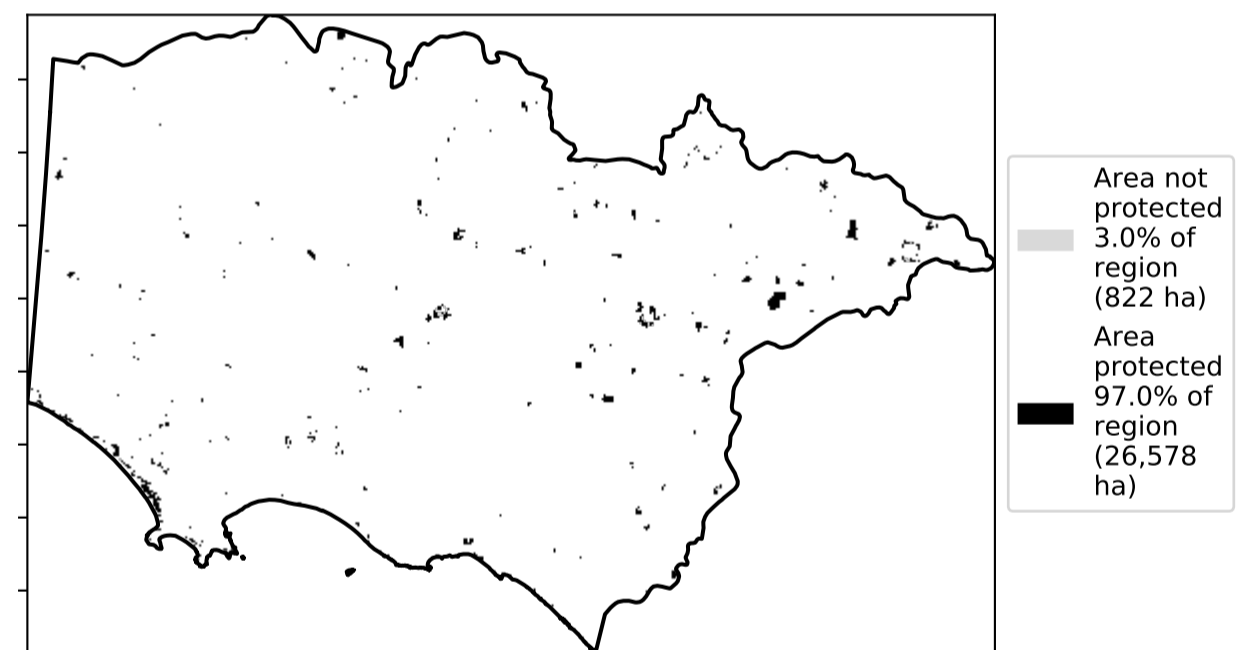 Area not
protected
3.0% of
region
(822 ha)
Area
protected
97.0% of
region
(26,578
ha)